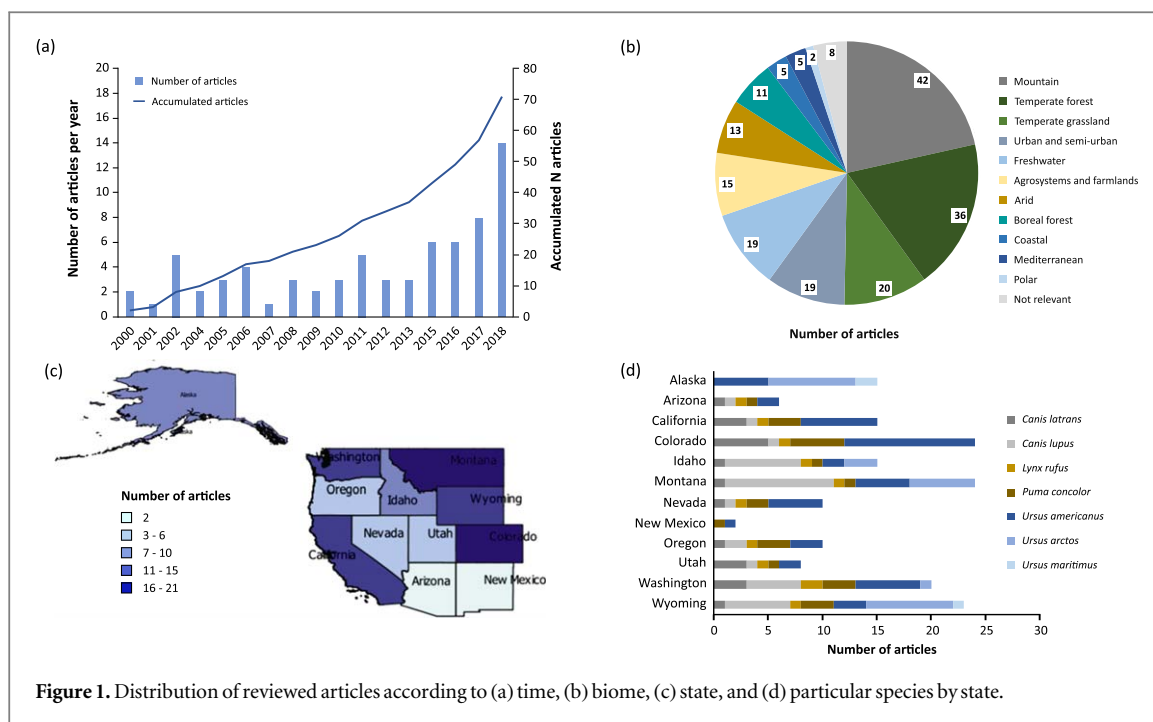 (a)
20
18
16
14
12
10
8
6
4
2
0
Number of articles per year
Number of articles
Accumulated articles
80
70
60
50
40
30
20
10
0
Accumulated N articles
2000
2001
2002
2004
2005
2006
2007
2008
2009
2010
2011
2012
2013
2015
2016
2017
2018
(b)
42
36
20
19
19
15
13
11
5
5
2
8
Mountain
Temperate forest
Temperate grassland
Urban and semi-urban
Freshwater
Agrosystems and farmlands
Arid
Boreal forest
Coastal
Mediterranean
Polar
Not relevant
Number of articles
(c)
Alaska
Washington
Montana
Oregon
Idaho
Wyoming
Nevada
Utah
Colorado
California
Arizona
New Mexico
Number of articles
2
3 - 6
7 - 10
11 - 15
16 - 21
(d)
Alaska
Arizona
California
Colorado
Idaho
Montana
Nevada
New Mexico
Oregon
Utah
Washington
Wyoming
0 5 10 15 20 25 30
Number of articles
Canis latrans
Canis lupus
Lynx rufus
Puma concolor
Ursus americanus
Ursus arctos
Ursus maritimus
Figure 1. Distribution of reviewed articles according to (a) time, (b) biome, (c) state, and (d) particular species by state.